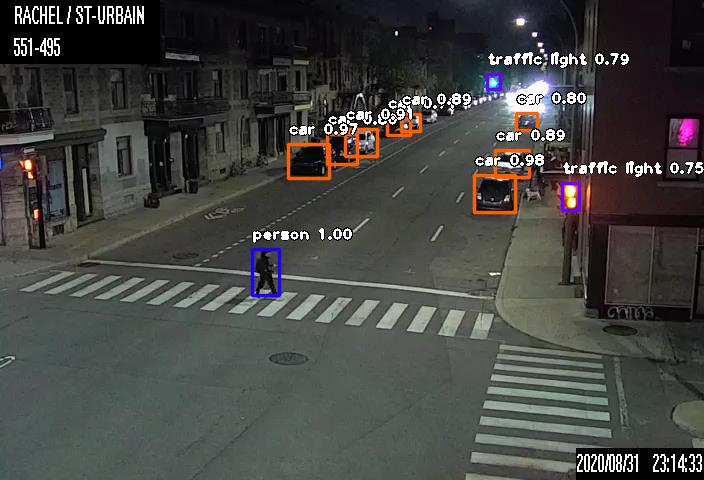 RACHEL / ST-URBAIN
551-495
traffic light 0.79
car 0.89
car 0.80
car 0.97
car 0.89
car 0.98
traffic light 0.75
person 1.00
2020/08/31 23:14:33